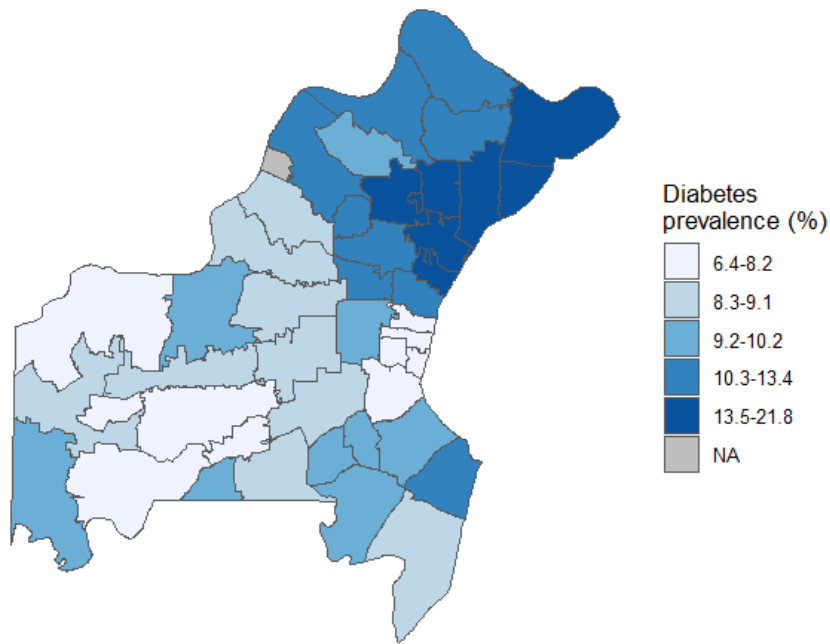 Diabetes
prevalence (%)
6.4-8.2
8.3-9.1
9.2-10.2
10.3-13.4
13.5-21.8
NA